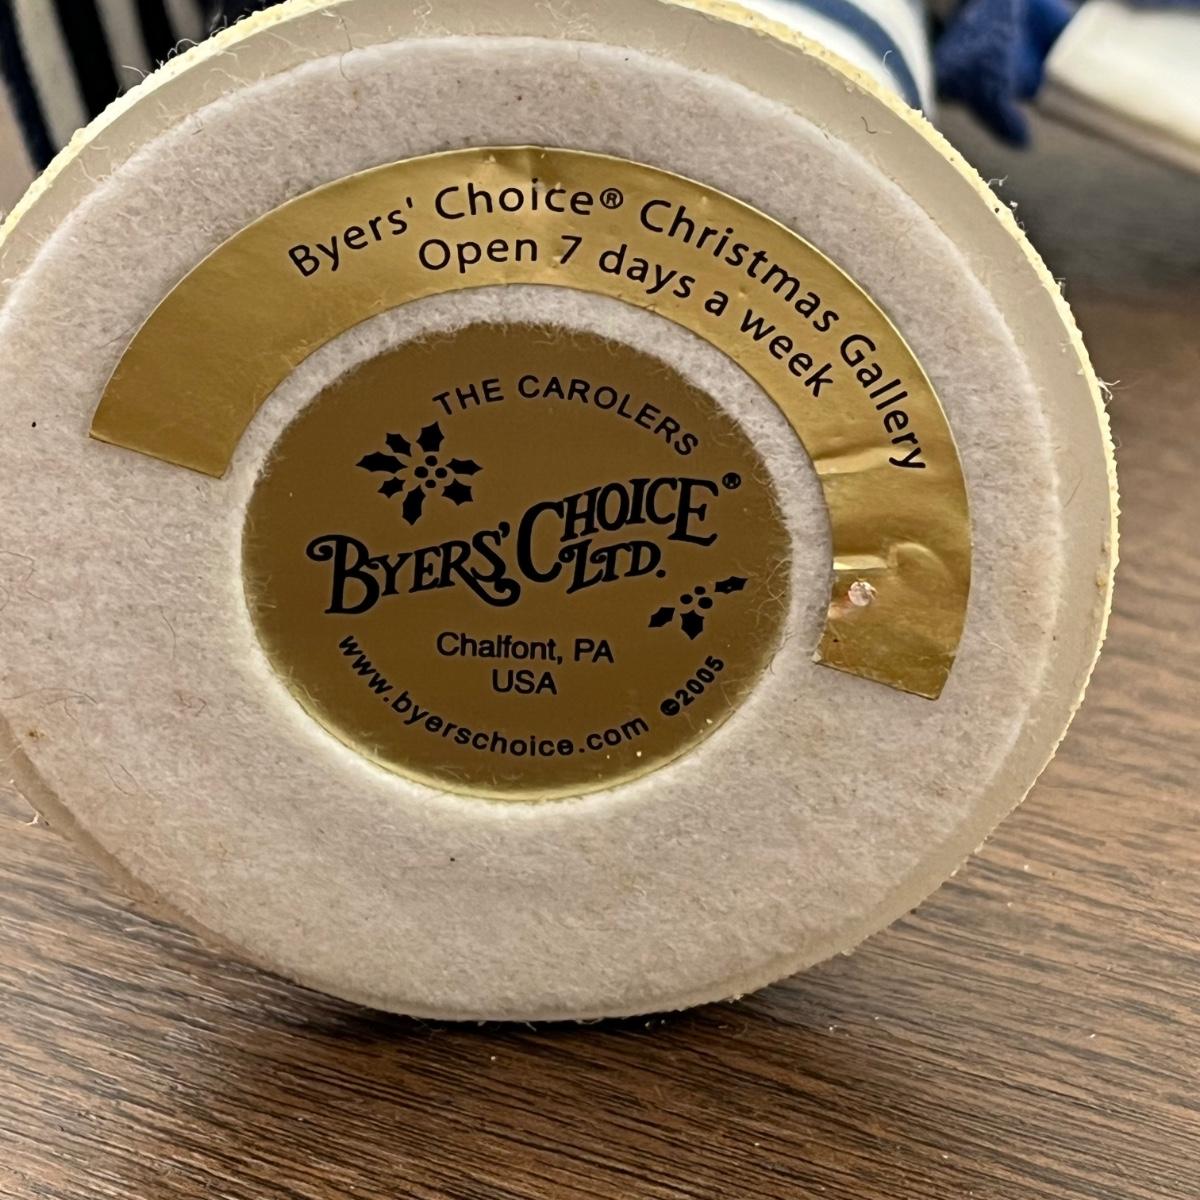 Byers' Choice® Christmas Gallery
Open 7 days a week
THE CAROLERS
BYERS' CHOICE®
LTD.
Chalfont, PA
USA
www.byerschoice.com ©2005